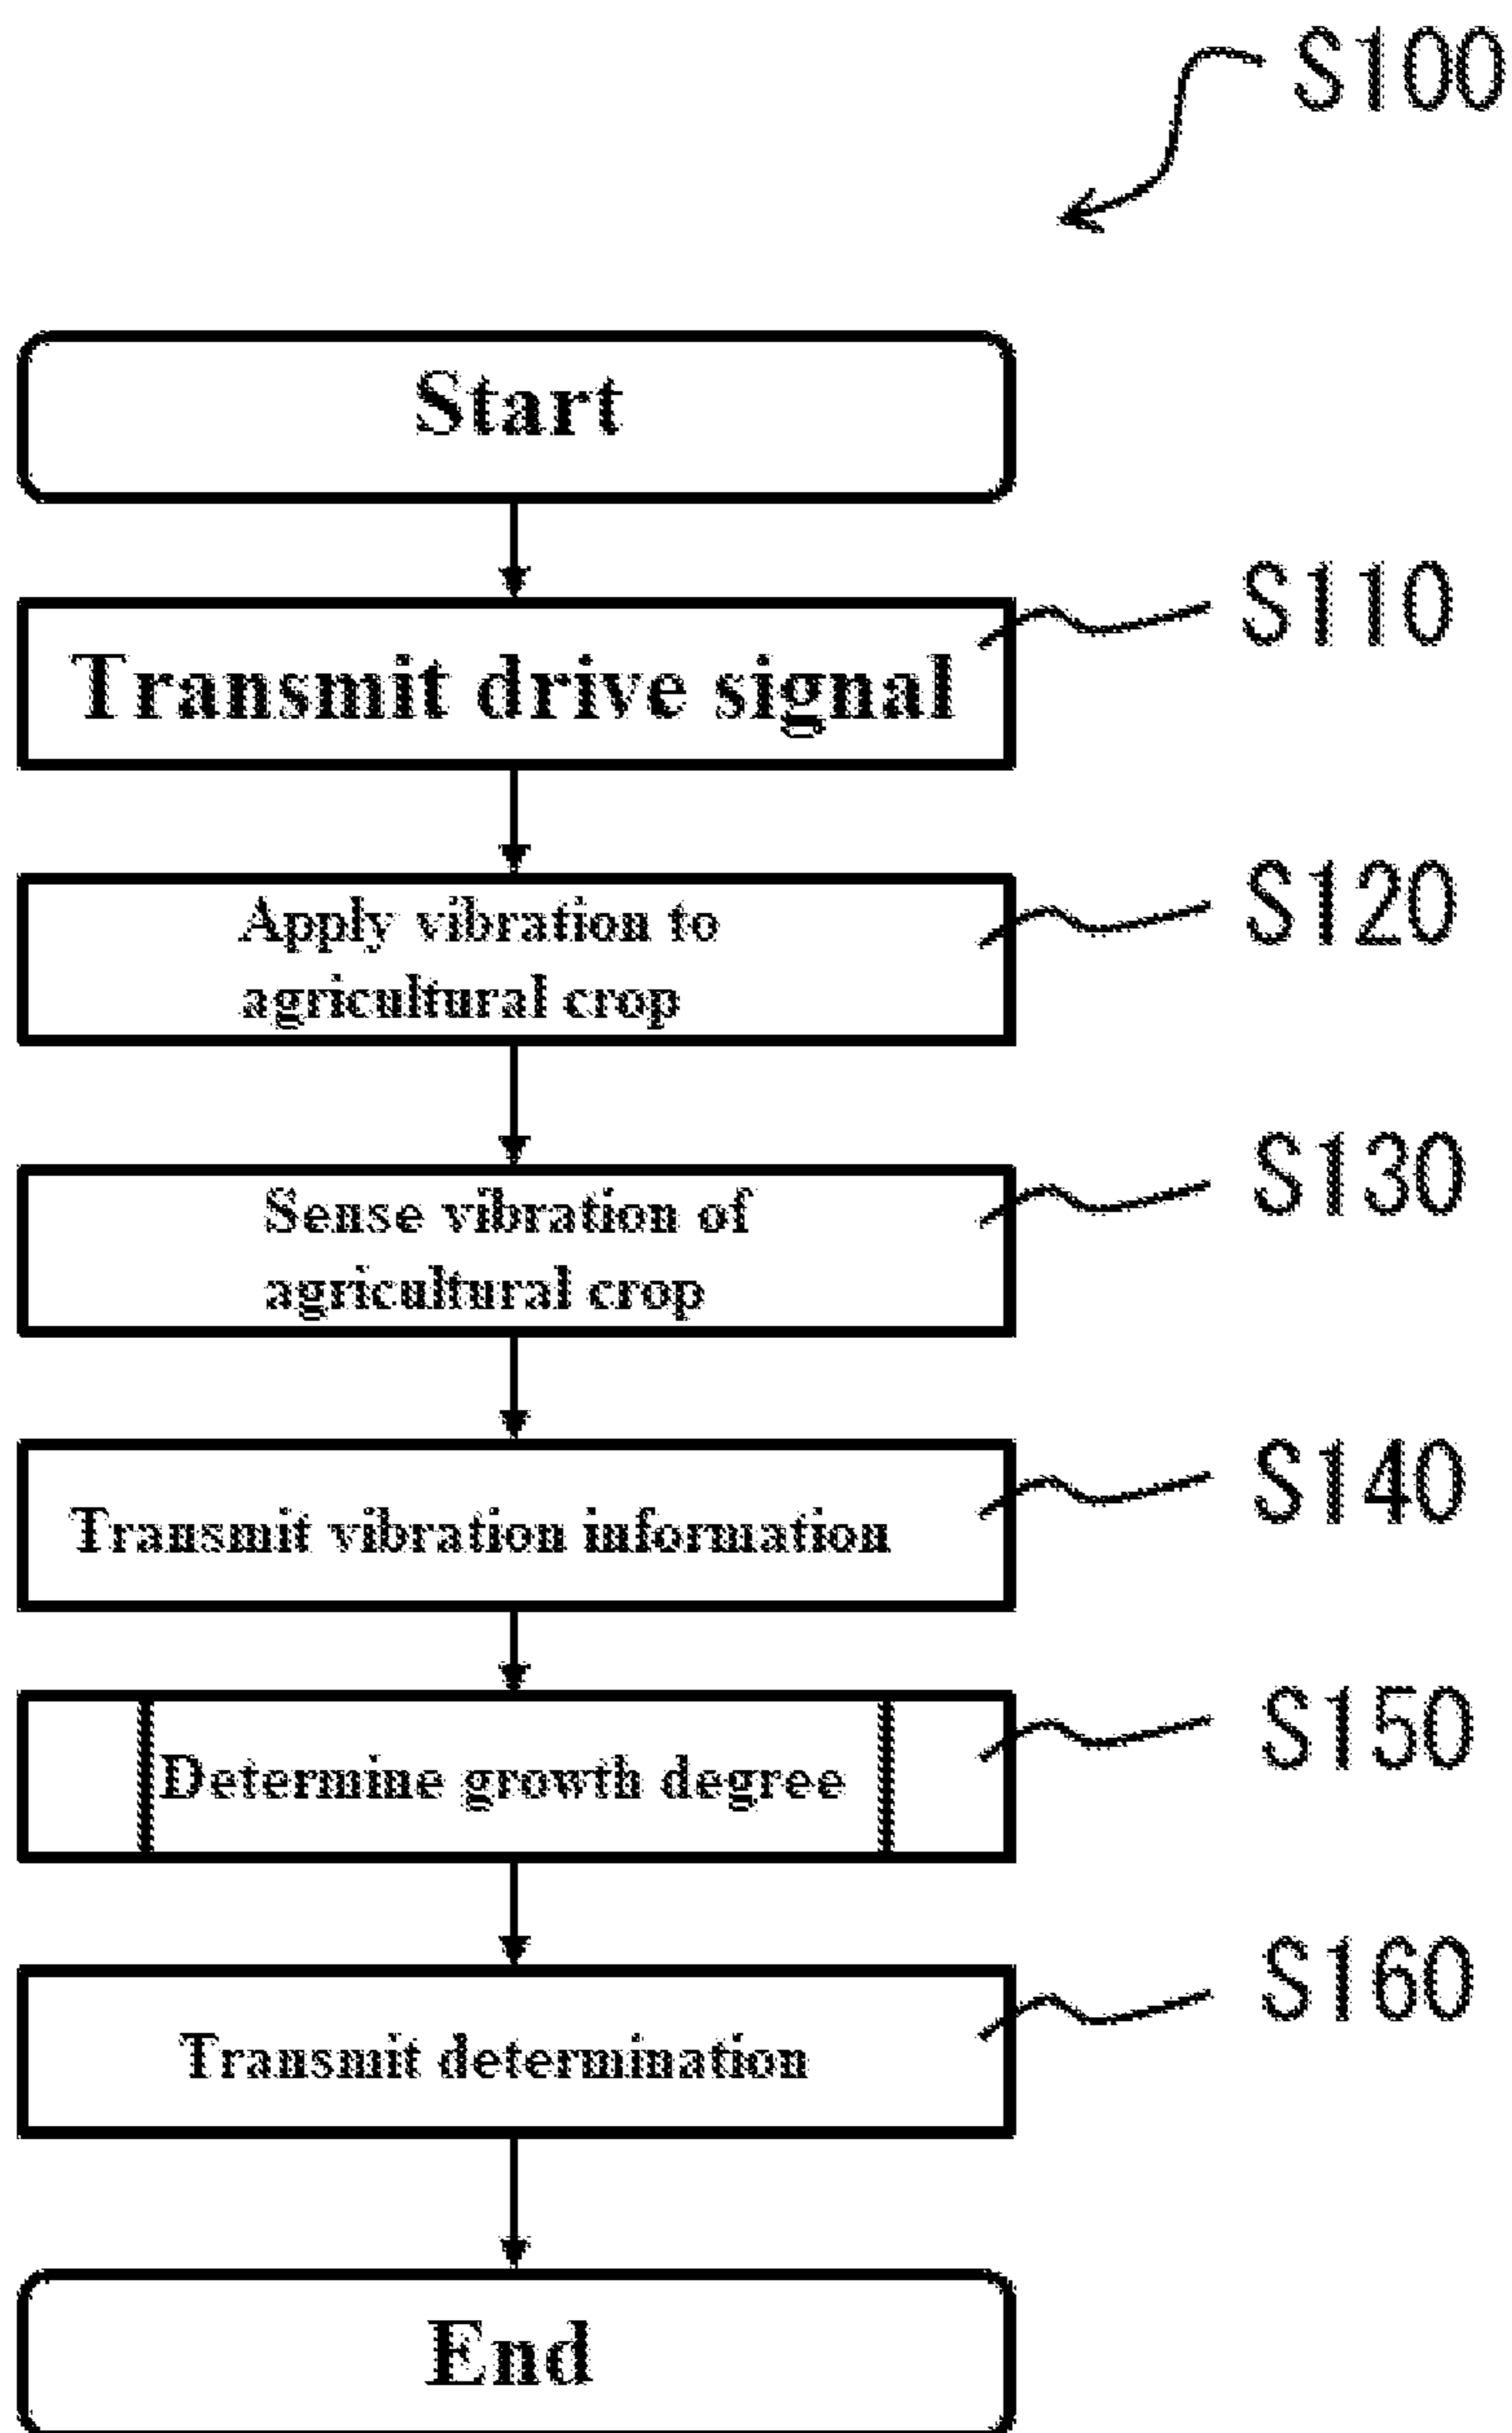 S100
Start
S110
Transmit drive signal
S120
Apply vibration to
agricultural crop
S130
Sense vibration of
agricultural crop
S140
Transmit vibration information
S150
Determine growth degree
S160
Transmit determination
End